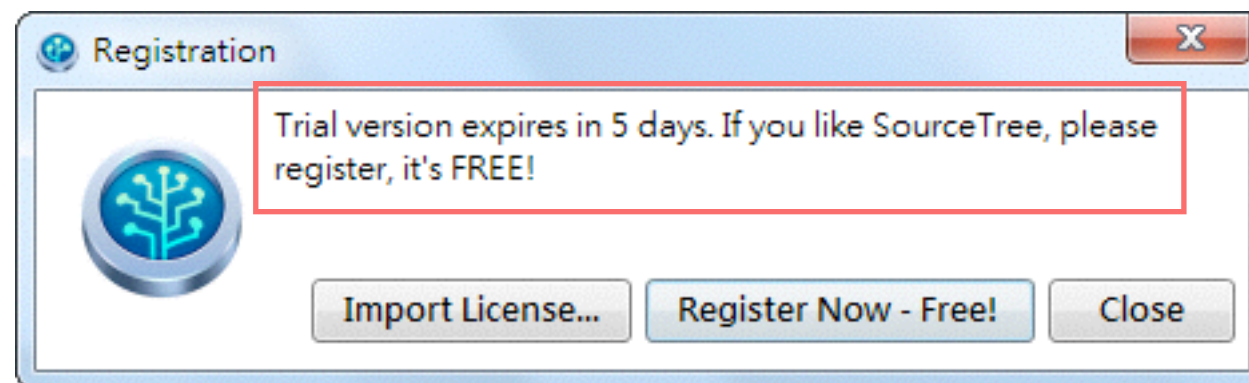 Registration
Trial version expires in 5 days. If you like SourceTree, please
register, it's FREE!
Import License...
Register Now - Free!
Close